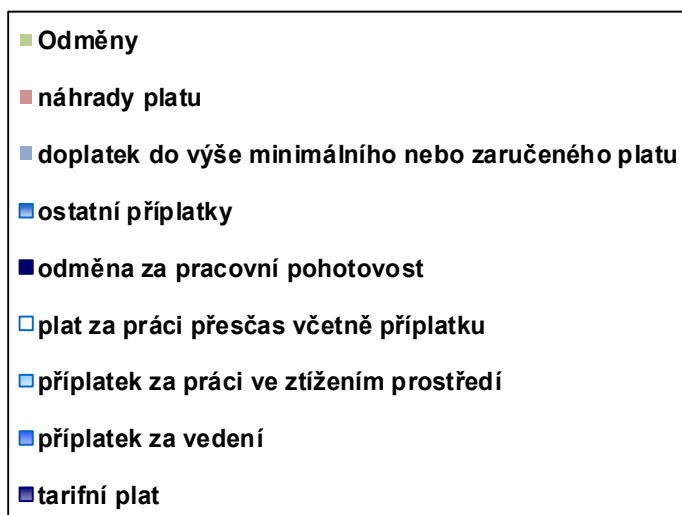 Odměny
náhrady platu
doplatek do výše minimálního nebo zaručeného platu
ostatní příplatky
odměna za pracovní pohotovost
plat za práci přesčas včetně příplatku
příplatek za práci ve ztížením prostředí
příplatek za vedení
tarifní plat